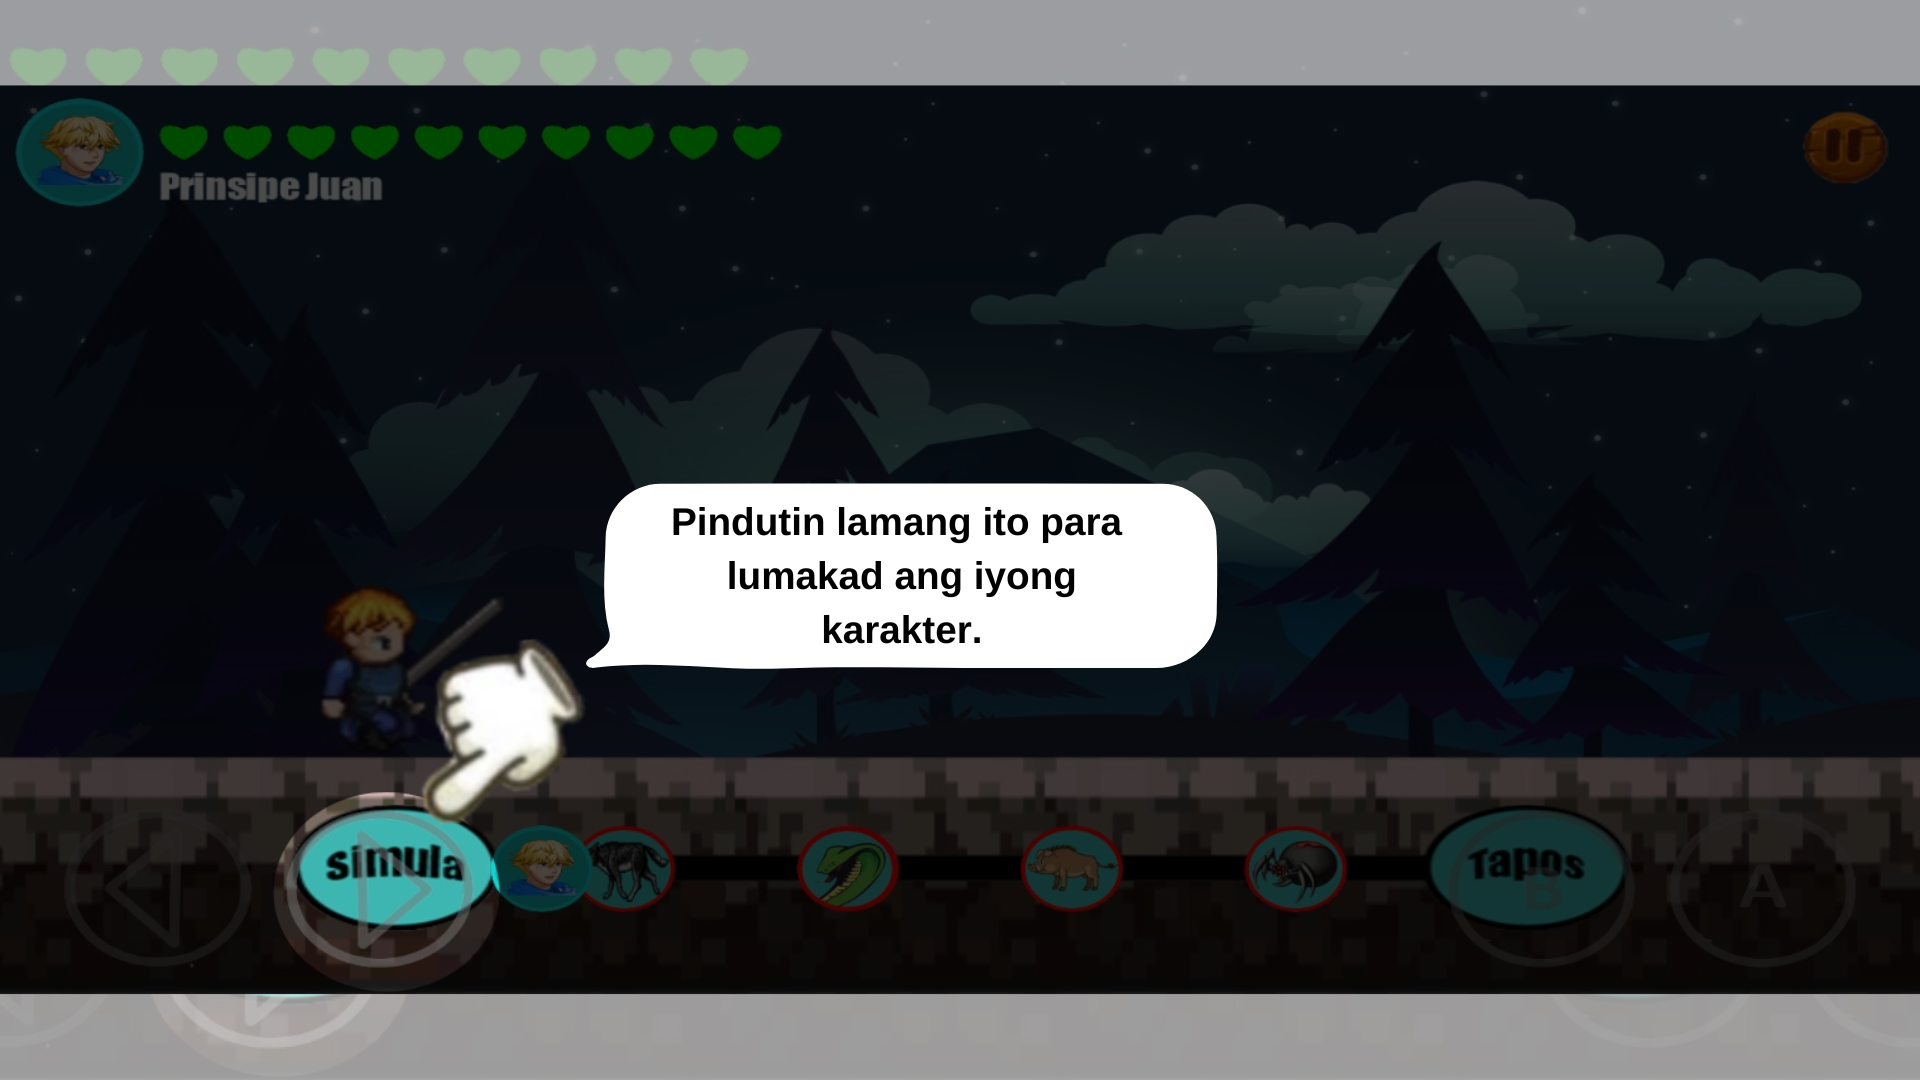 Prinsipe Juan
Pindutin lamang ito para
lumakad ang iyong
karakter.
simula
Tapos
B
A